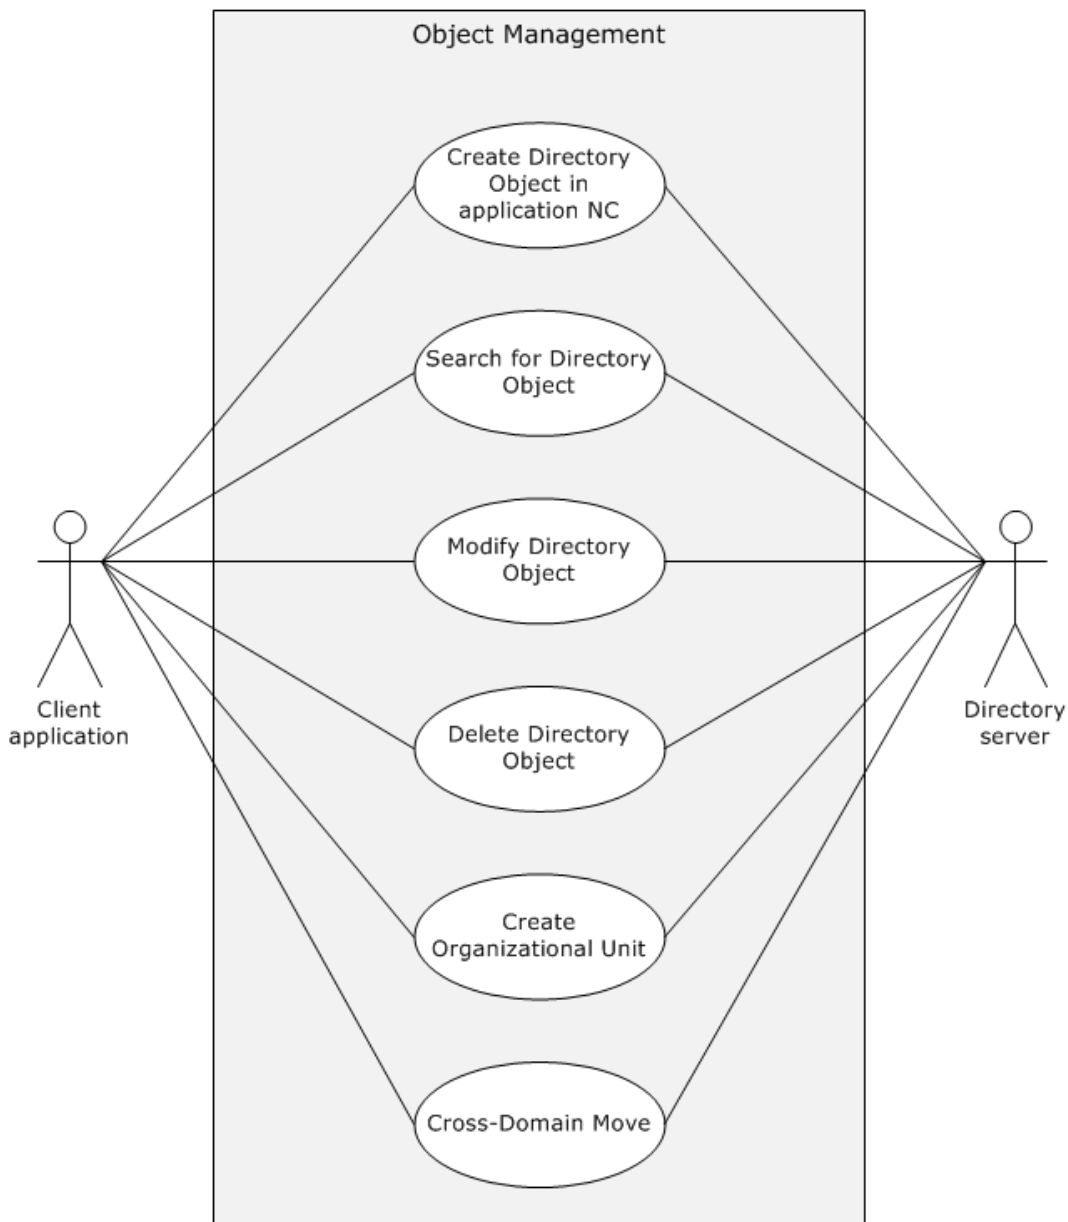 Object Management
Create Directory
Object in
application NC
Search for Directory
Object
Modify Directory
Object
Client
application
Directory
server
Delete Directory
Object
Create
Organizational Unit
Cross-Domain Move